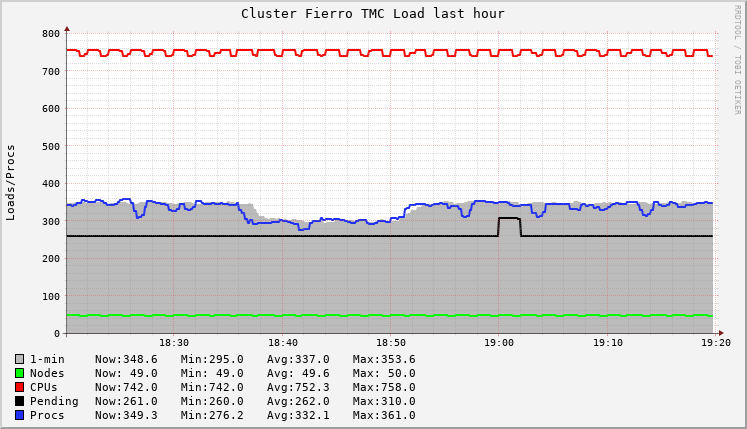 Cluster Fierro TMC Load last hour
RRDTOOL / TOBI OETIKER
Loads/Procs
800
700
600
500
400
300
200
100
0
18:30 18:40 18:50 19:00 19:10 19:20
1-min Now:348.6 Min:295.0 Avg:337.0 Max:353.6
Nodes Now: 49.0 Min: 49.0 Avg: 49.6 Max: 50.0
CPUs Now:742.0 Min:742.0 Avg:752.3 Max:758.0
Pending Now:261.0 Min:260.0 Avg:262.0 Max:310.0
Procs Now:349.3 Min:276.2 Avg:332.1 Max:361.0